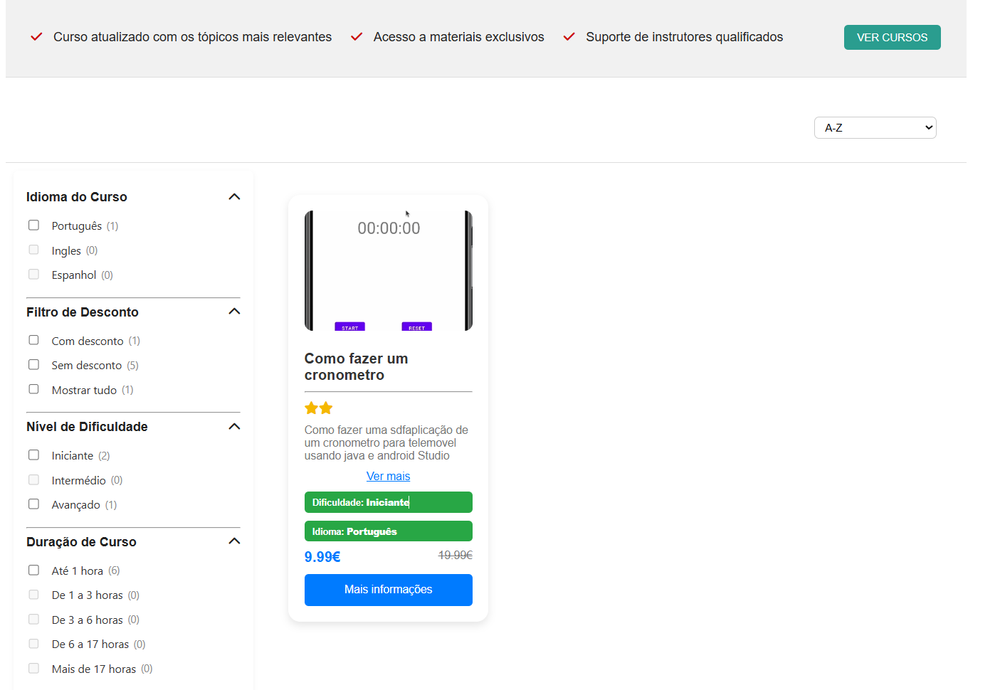 Curso atualizado com os tópicos mais relevantes
Acesso a materiais exclusivos
Suporte de instrutores qualificados
VER CURSOS
A-Z
Idioma do Curso
Português (1)
Ingles (0)
Espanhol (0)
Filtro de Desconto
Com desconto (1)
Sem desconto (5)
Mostrar tudo (1)
Nível de Dificuldade
Iniciante (2)
Intermédio (0)
Avançado (1)
Duração de Curso
Até 1 hora (6)
De 1 a 3 horas (0)
De 3 a 6 horas (0)
De 6 a 17 horas (0)
Mais de 17 horas (0)
00:00:00
START
RESET
Como fazer um
cronometro
Como fazer uma sdfaplicação de
um cronometro para telemovel
usando java e android Studio
Ver mais
Dificuldade: Iniciante
Idioma: Português
9.99€ 19.99€
Mais informações